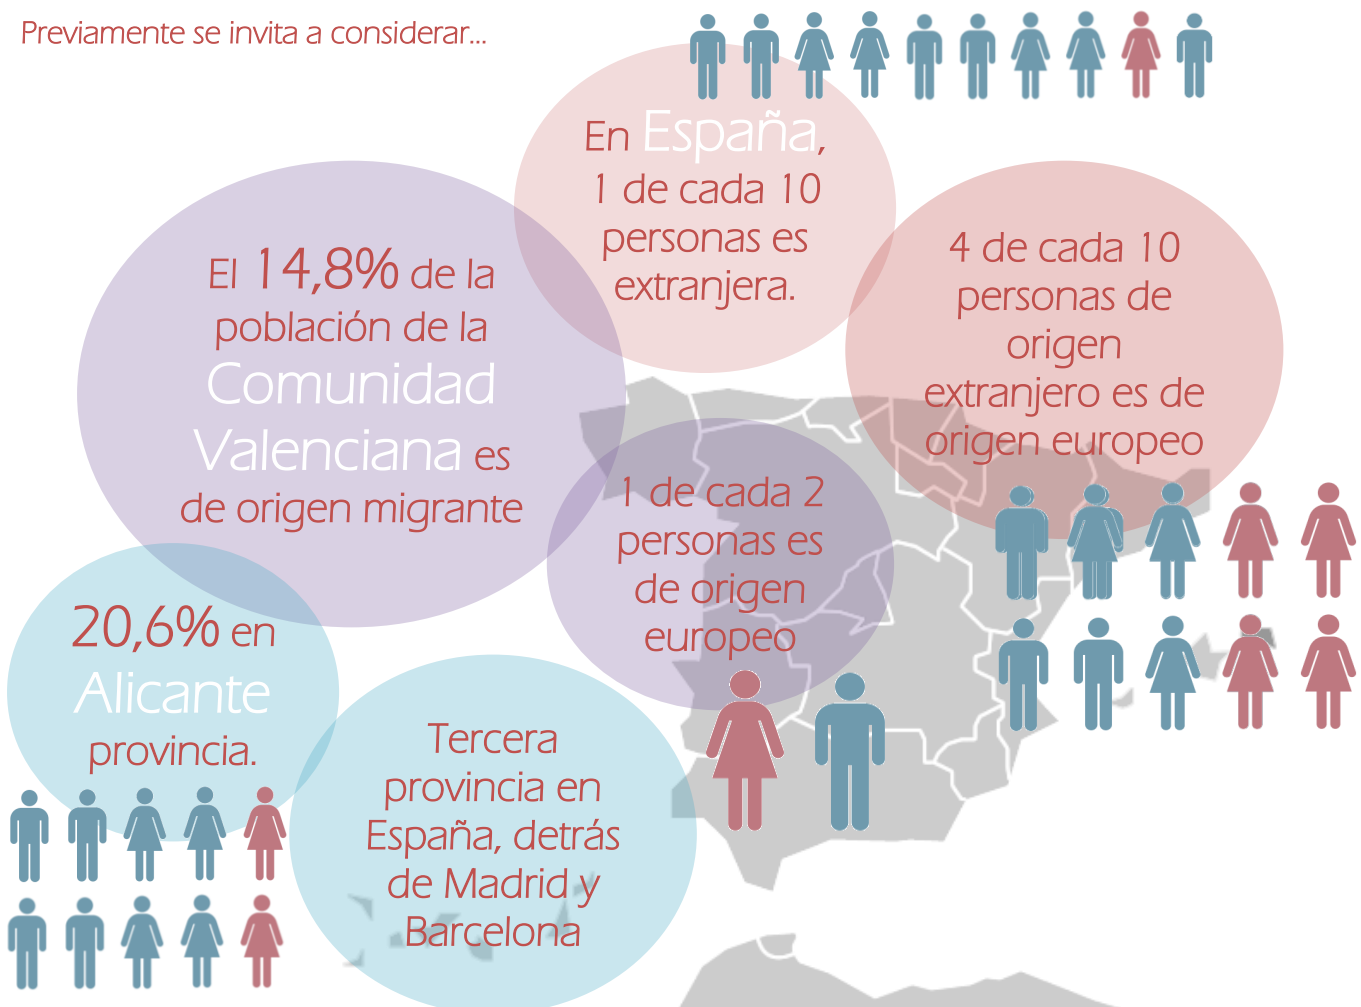 Previamente se invita a considerar...
En España,
1 de cada 10
personas es
extranjera.
4 de cada 10
personas de
origen
extranjero es de
origen europeo
El 14,8% de la
población de la
Comunidad
Valenciana es
de origen migrante
1 de cada 2
personas es
de origen
europeo
20,6% en
Alicante
provincia.
Tercera
provincia en
España, detrás
de Madrid y
Barcelona